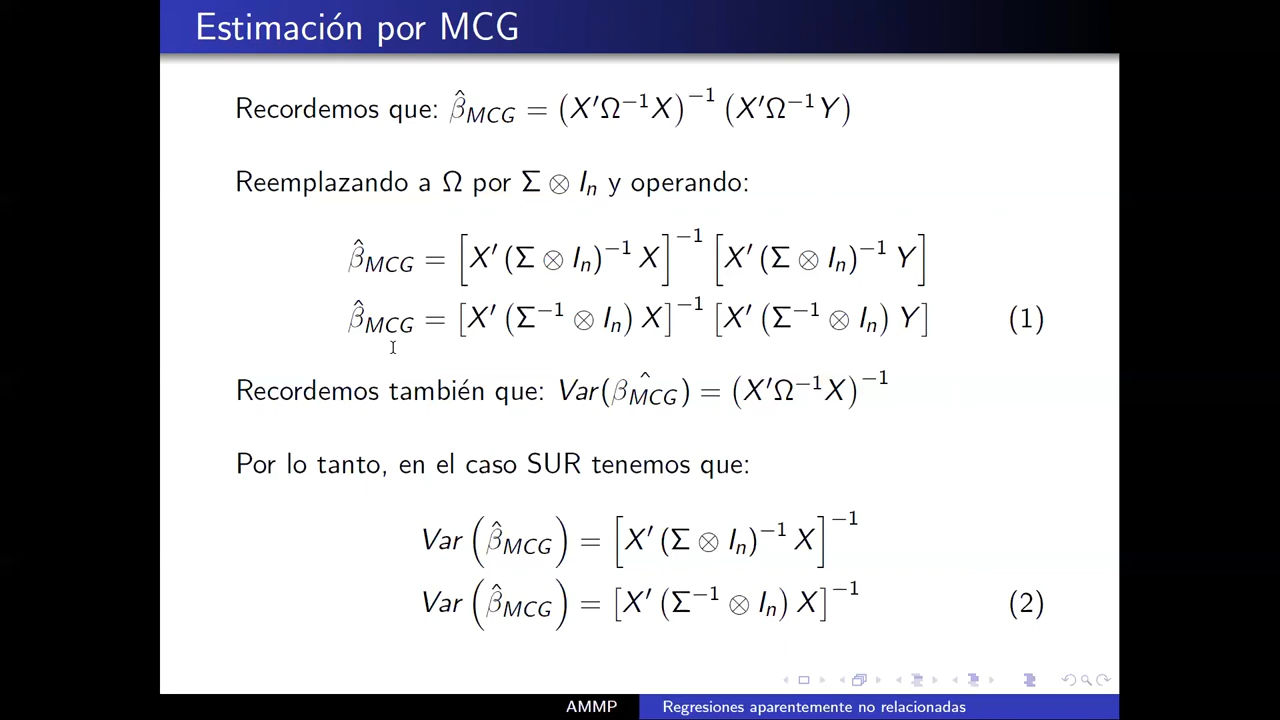 Estimación por MCG
Recordemos que: β̂_MCG = (X′Ω⁻¹X)⁻¹ (X′Ω⁻¹Y)
Reemplazando a Ω por Σ ⊗ I_n y operando:
β̂_MCG = [X′ (Σ ⊗ I_n)⁻¹ X]⁻¹ [X′ (Σ ⊗ I_n)⁻¹ Y]
β̂_MCG = [X′ (Σ⁻¹ ⊗ I_n) X]⁻¹ [X′ (Σ⁻¹ ⊗ I_n) Y] (1)
Recordemos también que: Var(β̂_MCG) = (X′Ω⁻¹X)⁻¹
Por lo tanto, en el caso SUR tenemos que:
Var (β̂_MCG) = [X′ (Σ ⊗ I_n)⁻¹ X]⁻¹
Var (β̂_MCG) = [X′ (Σ⁻¹ ⊗ I_n) X]⁻¹ (2)
AMMP Regresiones aparentemente no relacionadas